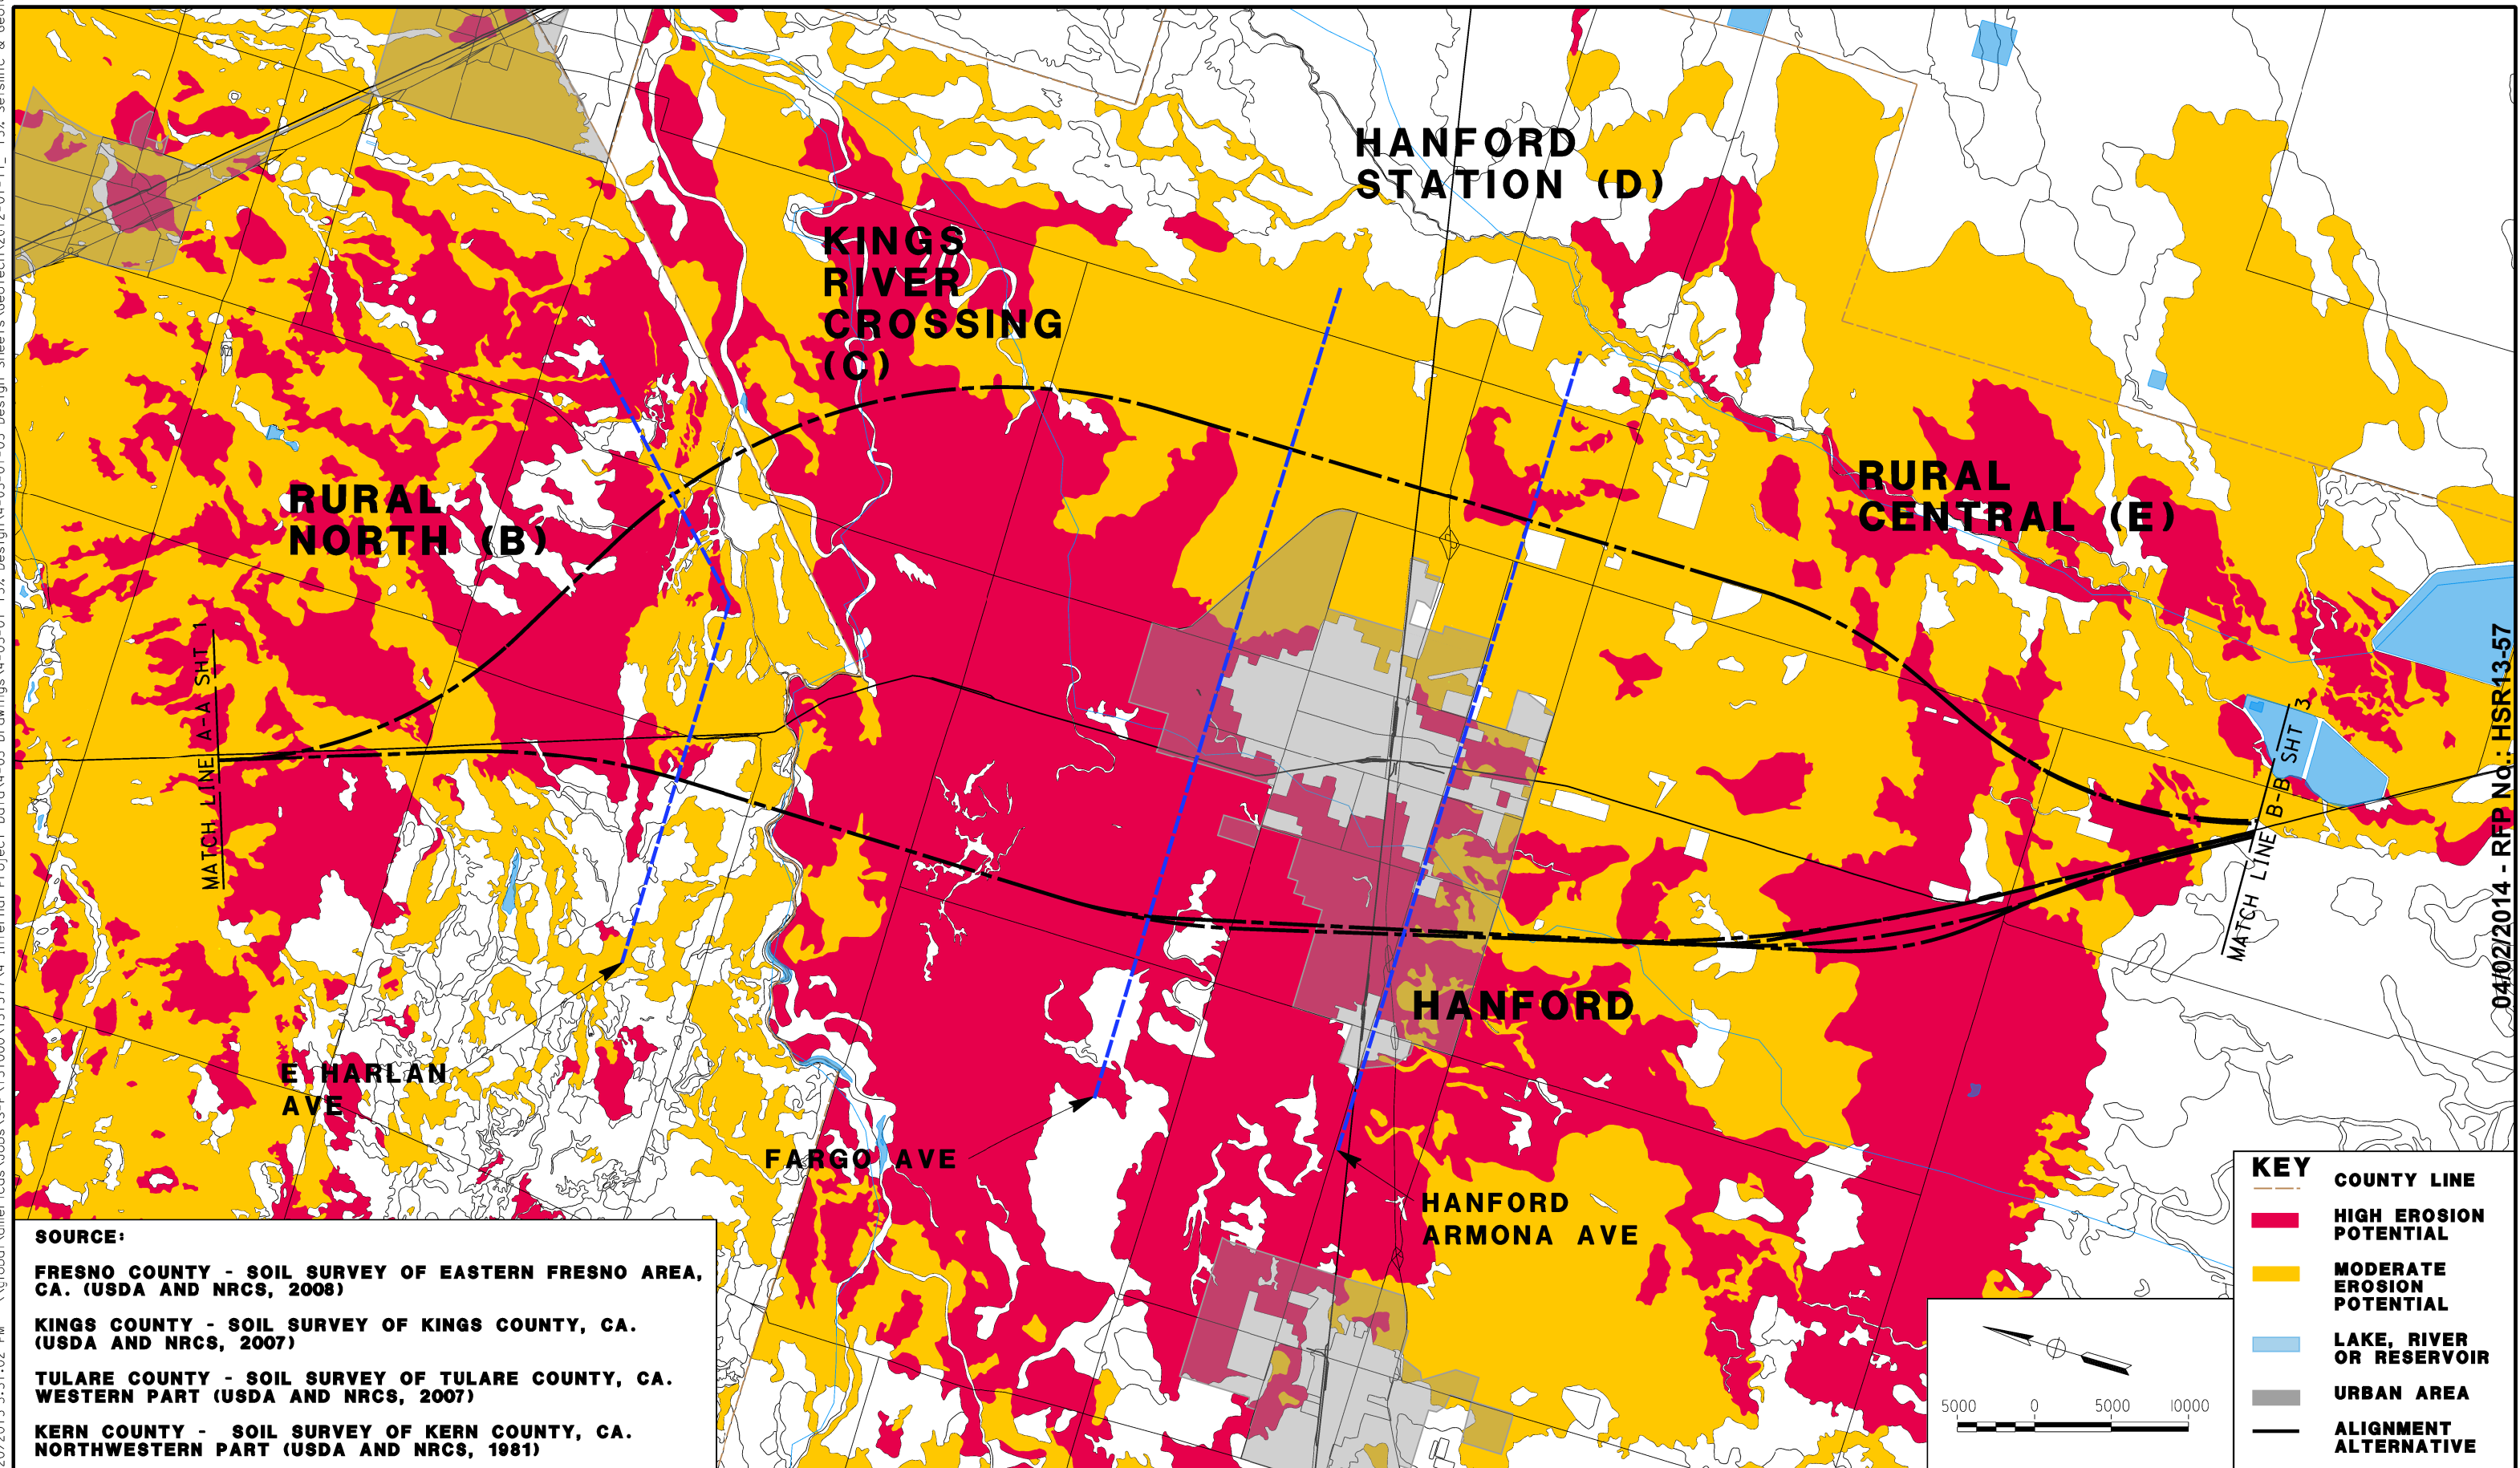 HANFORD
STATION (D)
KINGS
RIVER
CROSSING
(C)
RURAL
NORTH (B)
RURAL
CENTRAL (E)
MATCH LINE A-A SHT 1
MATCH LINE B-B SHT 3
HANFORD
E HARLAN
AVE
FARGO AVE
HANFORD
ARMONA AVE
04/02/2014 - RFP No.: HSR13-57
SOURCE:
FRESNO COUNTY - SOIL SURVEY OF EASTERN FRESNO AREA,
CA. (USDA AND NRCS, 2008)
KINGS COUNTY - SOIL SURVEY OF KINGS COUNTY, CA.
(USDA AND NRCS, 2007)
TULARE COUNTY - SOIL SURVEY OF TULARE COUNTY, CA.
WESTERN PART (USDA AND NRCS, 2007)
KERN COUNTY - SOIL SURVEY OF KERN COUNTY, CA.
NORTHWESTERN PART (USDA AND NRCS, 1981)
KEY
COUNTY LINE
HIGH EROSION
POTENTIAL
MODERATE
EROSION
POTENTIAL
LAKE, RIVER
OR RESERVOIR
URBAN AREA
ALIGNMENT
ALTERNATIVE
5000 0 5000 10000